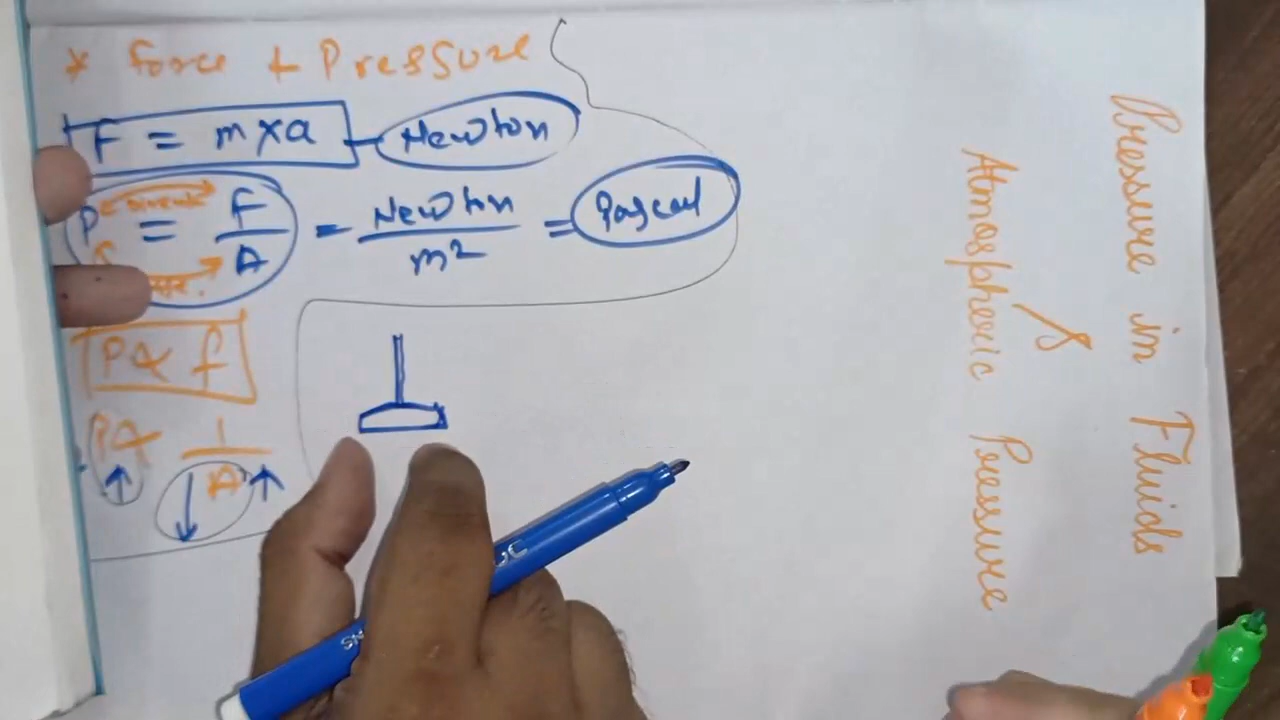 * Force + Pressure
F = m×a - Newton
P = F/A = Newton/m² = Pascal
P α f
P α 1/A
Pressure in Fluids
&
Atmospheric Pressure